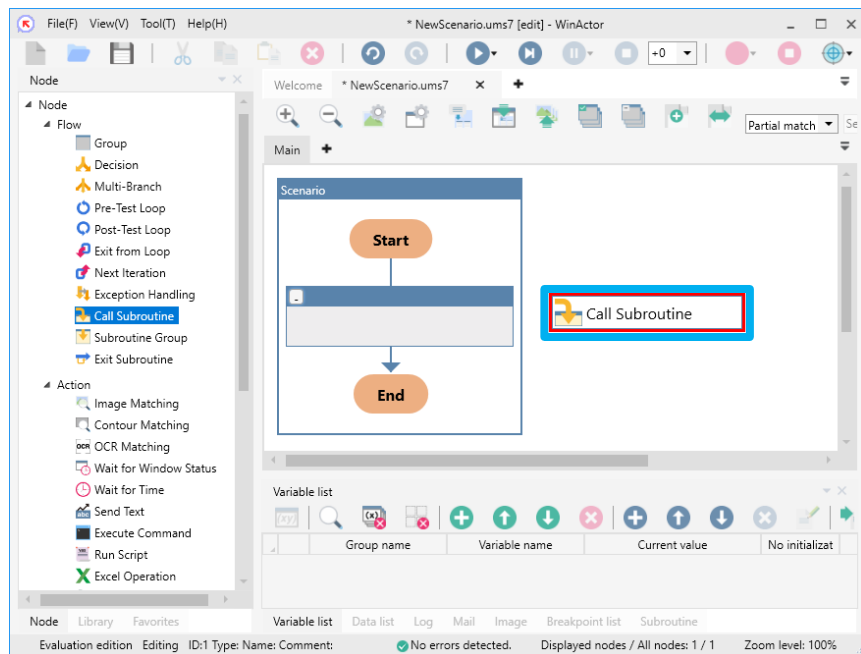 File(F) View(V) Tool(T) Help(H) * NewScenario.ums7 [edit] - WinActor
+0
Node
Welcome * NewScenario.ums7
Node
Flow
Group
Decision
Multi-Branch
Pre-Test Loop
Post-Test Loop
Exit from Loop
Next Iteration
Exception Handling
Call Subroutine
Subroutine Group
Exit Subroutine
Action
Image Matching
Contour Matching
OCR OCR Matching
Wait for Window Status
Wait for Time
Send Text
Execute Command
Run Script
Excel Operation
Node Library Favorites
Partial match Se
Main
Scenario
Start
-
End
Call Subroutine
Variable list
Group name Variable name Current value No initializat
Variable list Data list Log Mail Image Breakpoint list Subroutine
Evaluation edition Editing ID:1 Type: Name: Comment: No errors detected. Displayed nodes / All nodes: 1 / 1 Zoom level: 100%